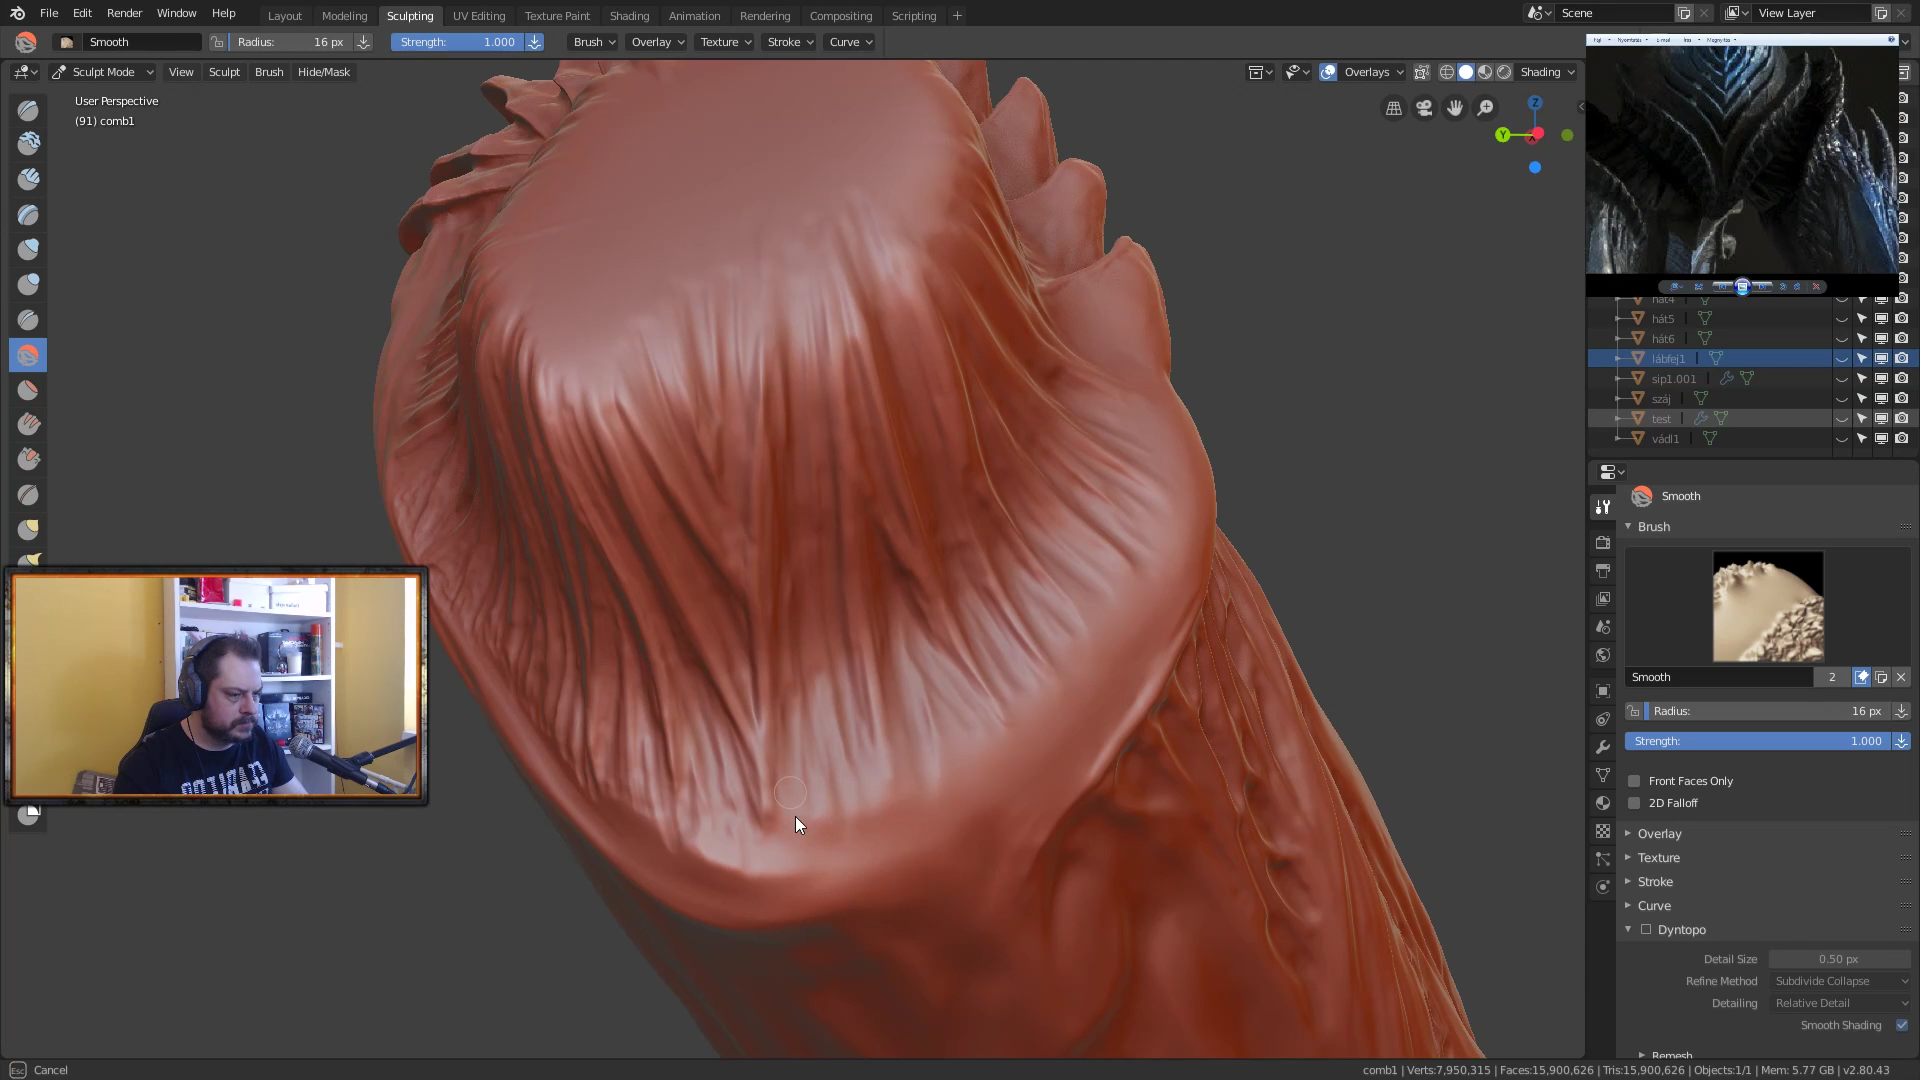 File Edit Render Window Help Layout Modeling Sculpting UV Editing Texture Paint Shading Animation Rendering Compositing Scripting + Scene View Layer
Smooth Radius: 16 px Strength: 1.000 Brush Overlay Texture Stroke Curve
Sculpt Mode View Sculpt Brush Hide/Mask Overlays Shading
User Perspective
(91) comb1
Z
Y
hát4
hát5
hát6
lábfej1
sip1.001
száj
test
vádl1
Smooth
Brush
Smooth 2
Radius: 16 px
Strength: 1.000
Front Faces Only
2D Falloff
Overlay
Texture
Stroke
Curve
Dyntopo
Detail Size 0.50 px
Refine Method Subdivide Collapse
Detailing Relative Detail
Smooth Shading
Remesh
Esc Cancel
comb1 | Verts:7,950,315 | Faces:15,900,626 | Tris:15,900,626 | Objects:1/1 | Mem: 5.77 GB | v2.80.43